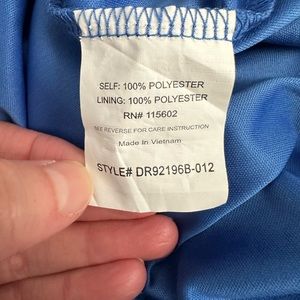 SELF: 100% POLYESTER
LINING: 100% POLYESTER
RN# 115602
SEE REVERSE FOR CARE INSTRUCTION
Made In Vietnam
STYLE# DR92196B-012